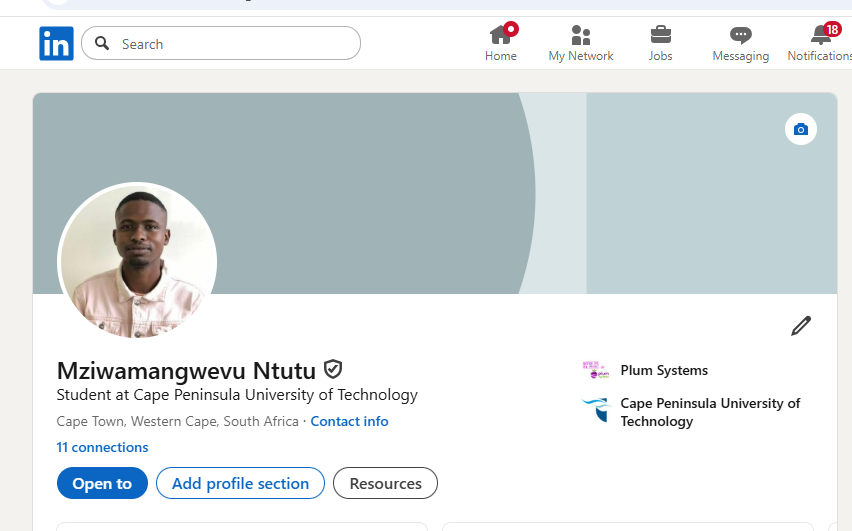 in
Search
Home
My Network
Jobs
Messaging
18
Notifications
Mziwamangwevu Ntutu
Student at Cape Peninsula University of Technology
Cape Town, Western Cape, South Africa · Contact info
11 connections
Open to
Add profile section
Resources
plum
Plum Systems
Cape Peninsula University of
Technology